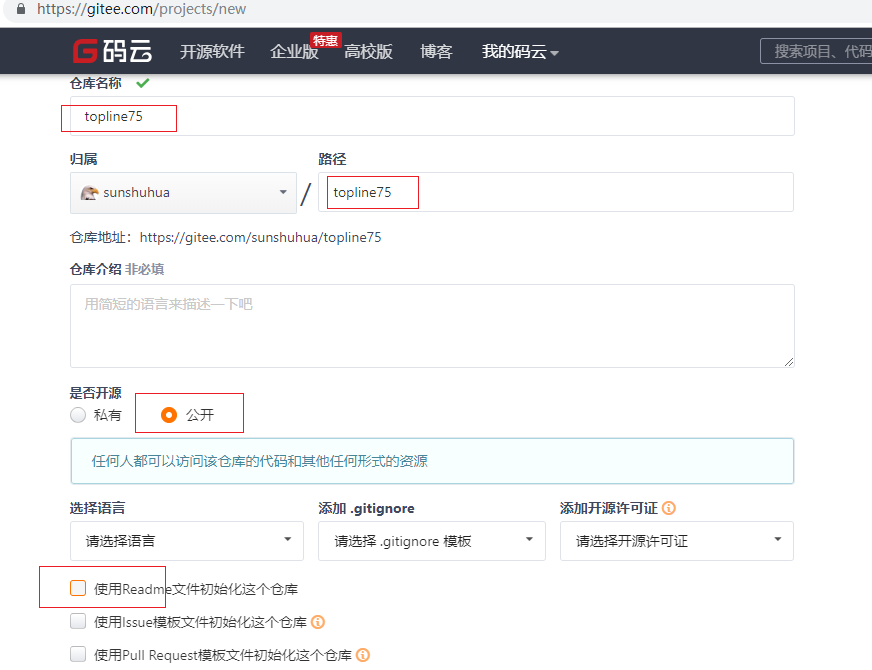 https://gitee.com/projects/new
G码云 开源软件 企业版 特惠 高校版 博客 我的码云 搜索项目、代码
仓库名称
topline75
归属 路径
sunshuhua / topline75
仓库地址：https://gitee.com/sunshuhua/topline75
仓库介绍 非必填
用简短的语言来描述一下吧
是否开源
私有 公开
任何人都可以访问该仓库的代码和其他任何形式的资源
选择语言 添加 .gitignore 添加开源许可证
请选择语言 请选择 .gitignore 模板 请选择开源许可证
使用Readme文件初始化这个仓库
使用Issue模板文件初始化这个仓库
使用Pull Request模板文件初始化这个仓库